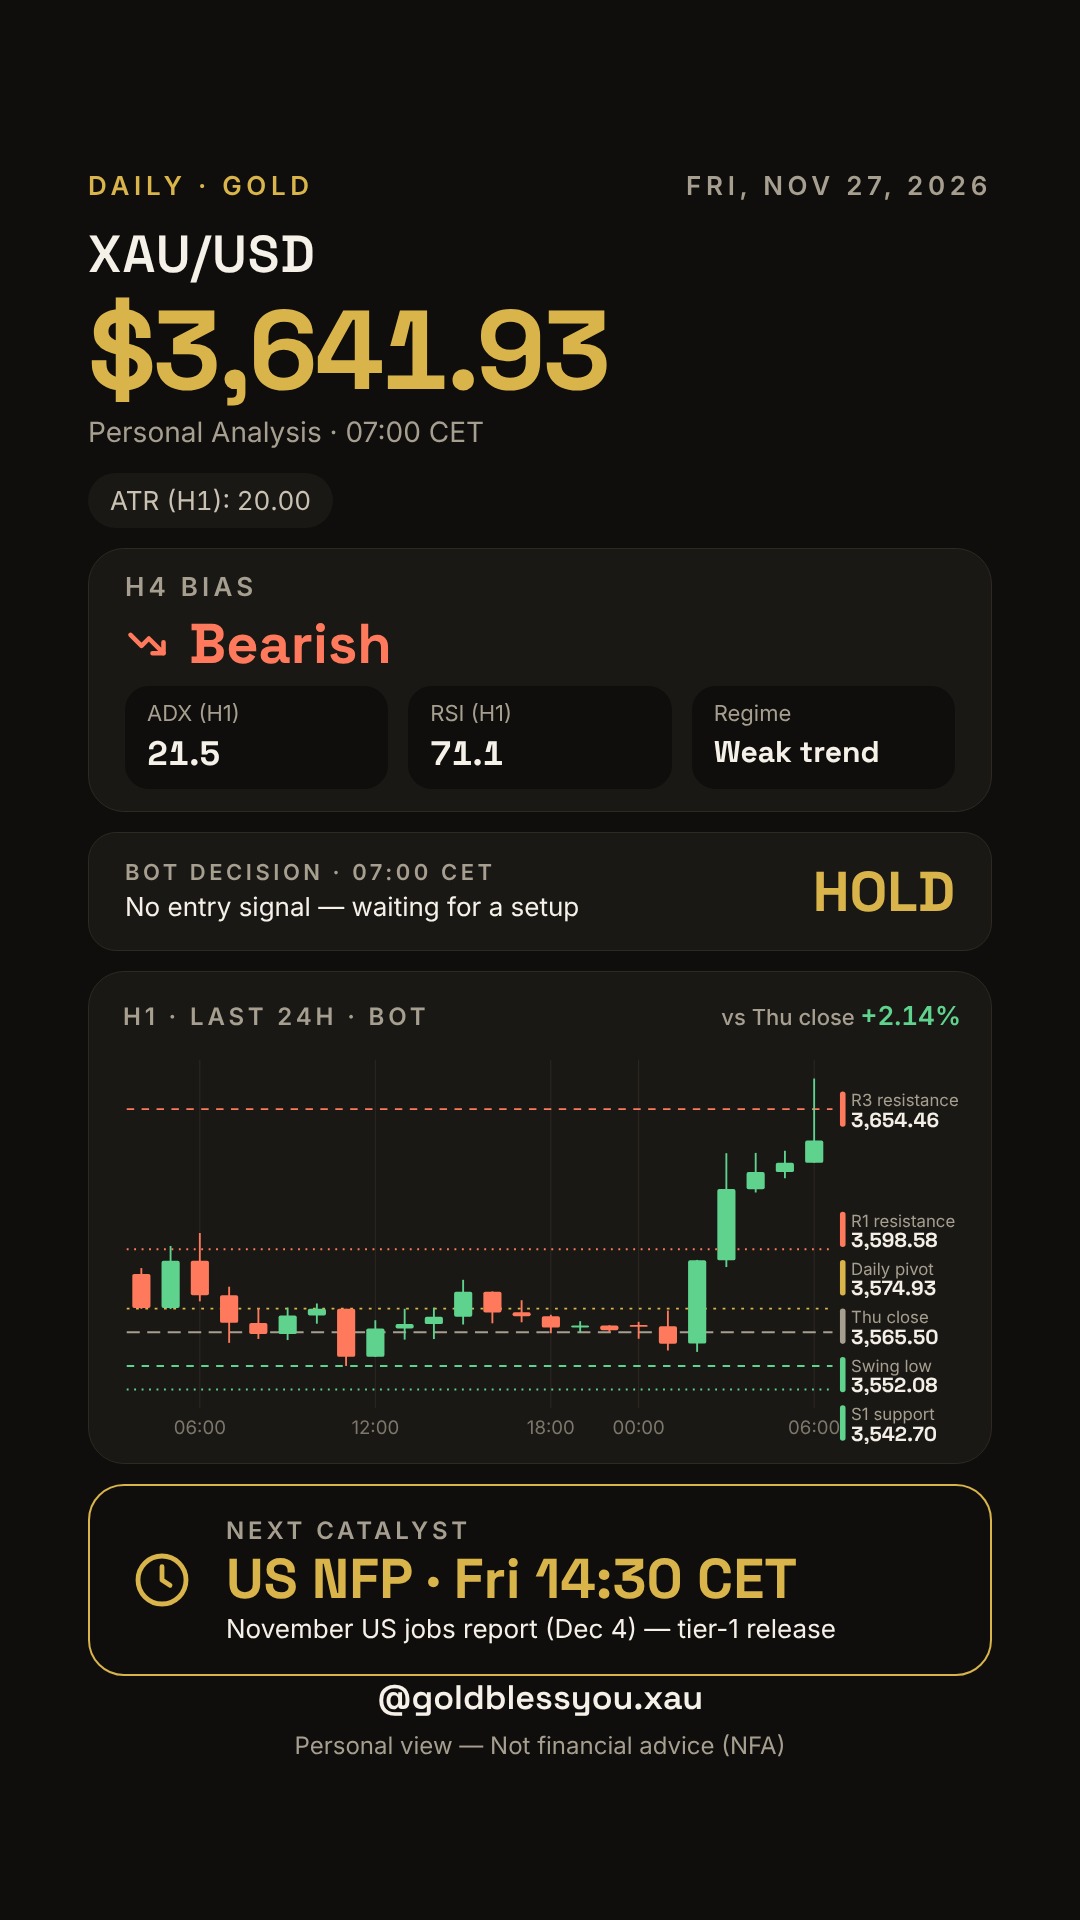 DAILY · GOLD
FRI, NOV 27, 2026
XAU/USD
$3,641.93
Personal Analysis · 07:00 CET
ATR (H1): 20.00
H4 BIAS
Bearish
ADX (H1)
21.5
RSI (H1)
71.1
Regime
Weak trend
BOT DECISION · 07:00 CET
No entry signal — waiting for a setup
HOLD
H1 · LAST 24H · BOT
vs Thu close +2.14%
R3 resistance
3,654.46
R1 resistance
3,598.58
Daily pivot
3,574.93
Thu close
3,565.50
Swing low
3,552.08
S1 support
3,542.70
06:00 12:00 18:00 00:00 06:00
NEXT CATALYST
US NFP · Fri 14:30 CET
November US jobs report (Dec 4) — tier-1 release
@goldblessyou.xau
Personal view — Not financial advice (NFA)